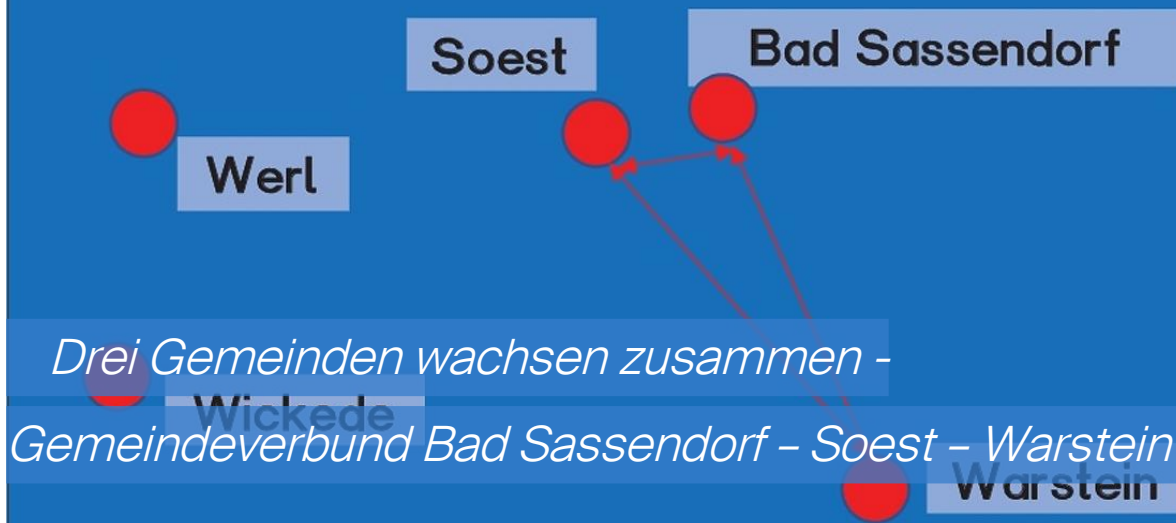 Soest
Bad Sassendorf
Werl
Drei Gemeinden wachsen zusammen -
Wickede
Gemeindeverbund Bad Sassendorf – Soest – Warstein
Warstein